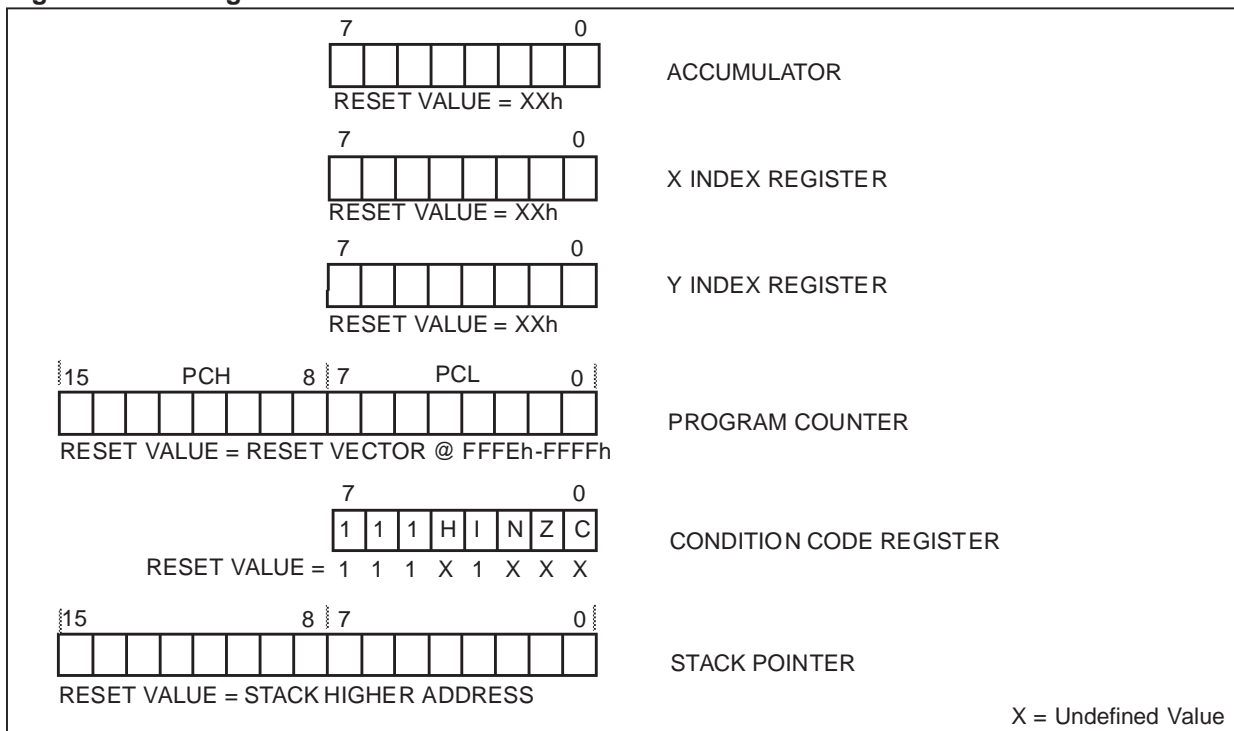 7 0
ACCUMULATOR
RESET VALUE = XXh
7 0
X INDEX REGISTER
RESET VALUE = XXh
7 0
Y INDEX REGISTER
RESET VALUE = XXh
15 PCH 8 7 PCL 0
PROGRAM COUNTER
RESET VALUE = RESET VECTOR @ FFFEh-FFFFh
7 0
1 1 1 H I N Z C
CONDITION CODE REGISTER
RESET VALUE = 1 1 1 X 1 X X X
15 8 7 0
STACK POINTER
RESET VALUE = STACK HIGHER ADDRESS
X = Undefined Value